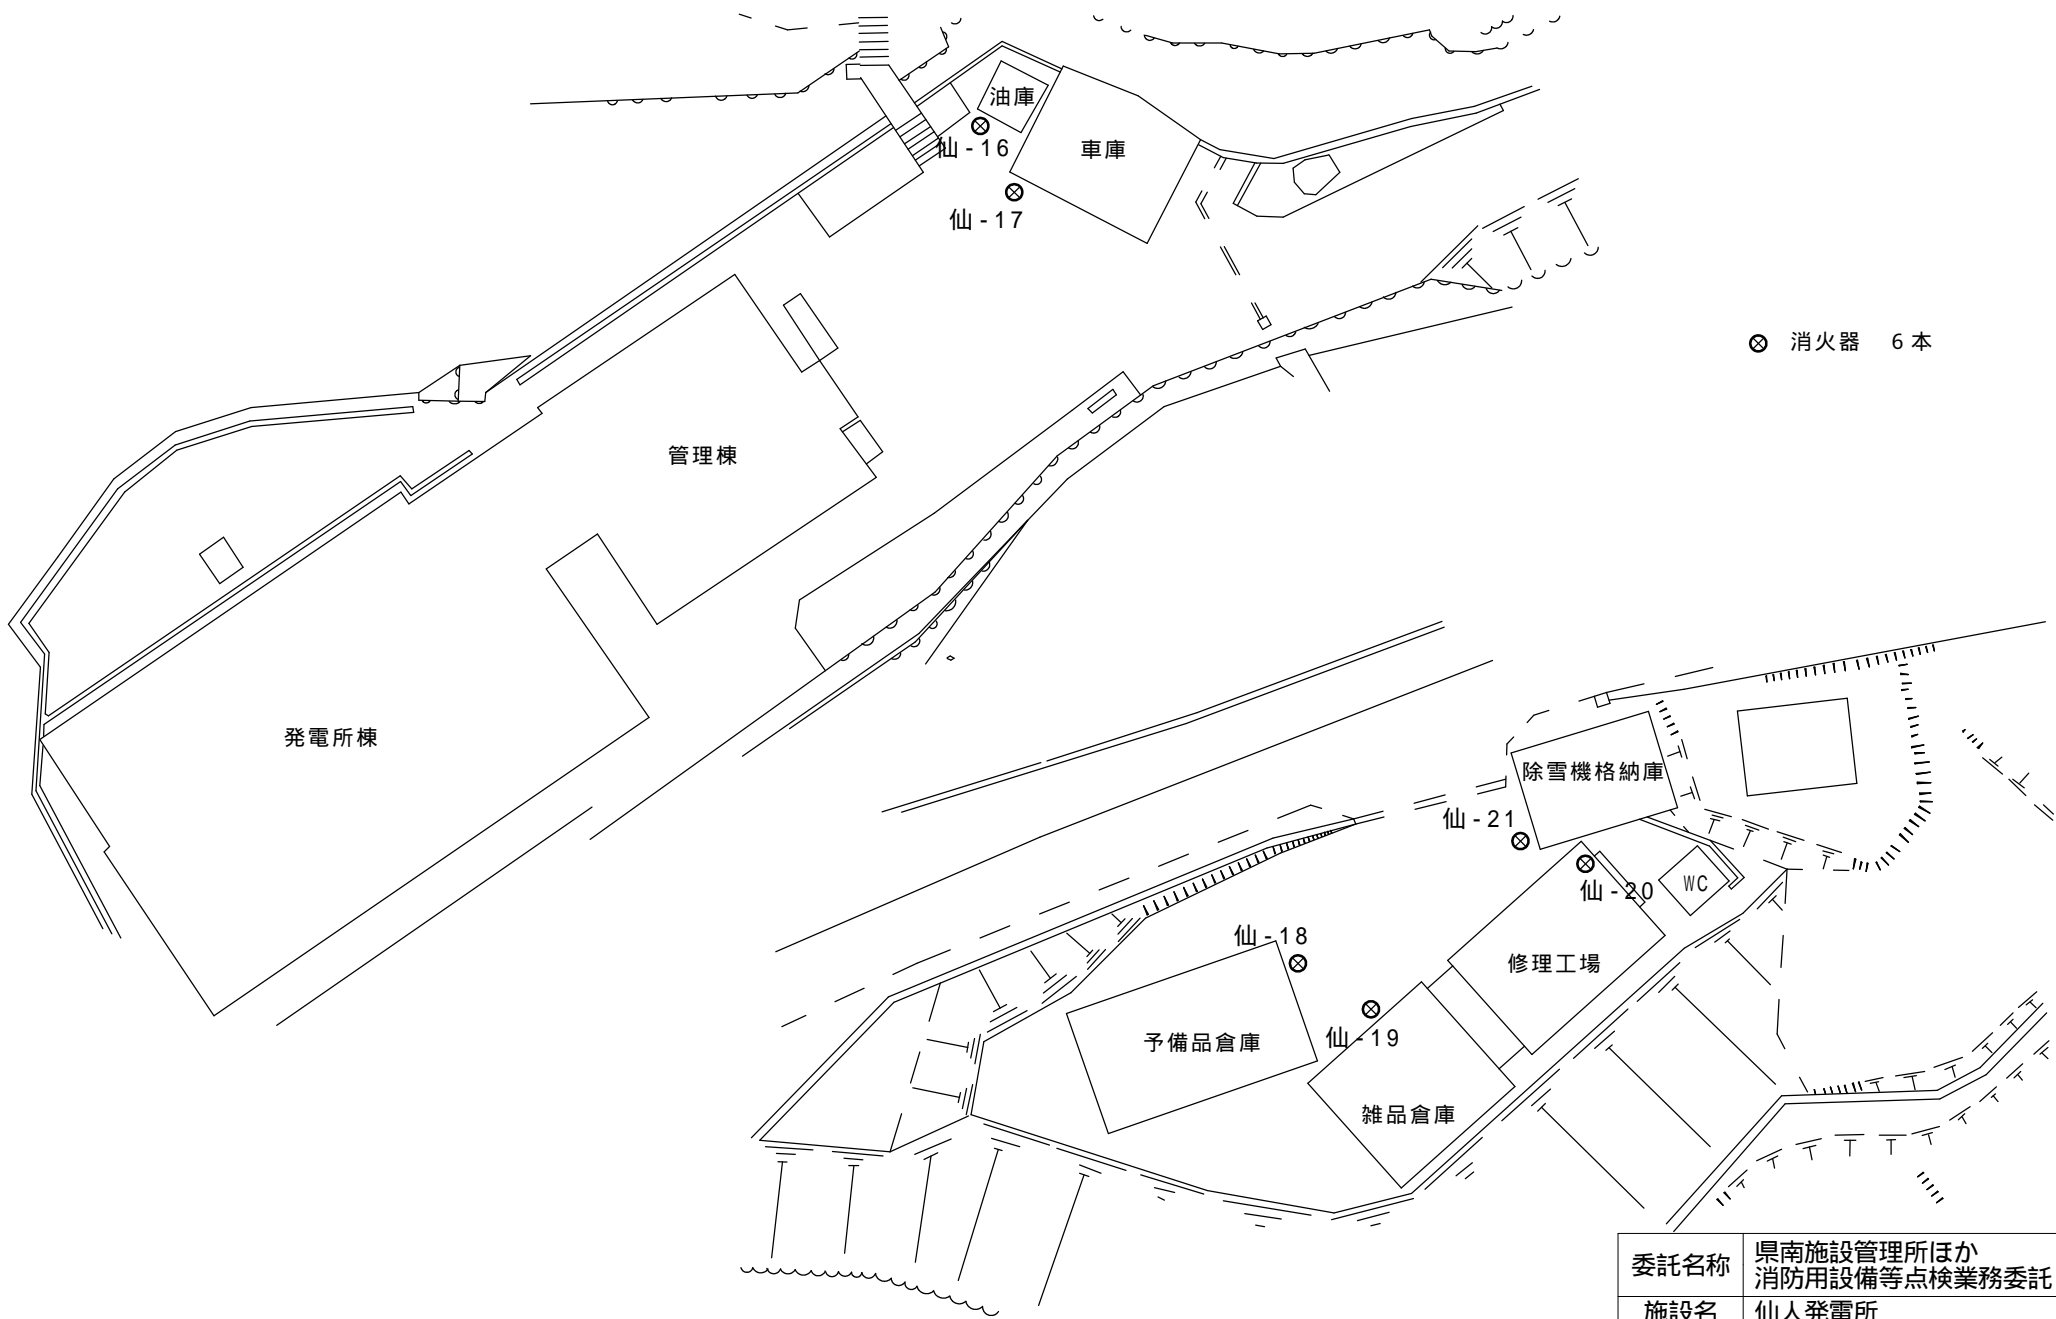 油庫
仙-16
車庫
仙-17
消火器 6本
管理棟
発電所棟
除雪機格納庫
仙-21
仙-20
WC
仙-18
修理工場
仙-19
予備品倉庫
雑品倉庫
委託名称 県南施設管理所ほか
消防用設備等点検業務委託
施設名 仙人発電所